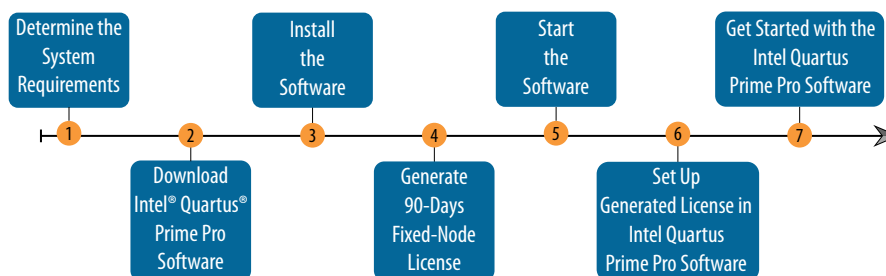 Determine the
System
Requirements
1
Download
Intel® Quartus®
Prime Pro
Software
2
Install
the
Software
3
Generate
90-Days
Fixed-Node
License
4
Start
the
Software
5
Set Up
Generated License in
Intel Quartus
Prime Pro Software
6
Get Started with the
Intel Quartus
Prime Pro Software
7